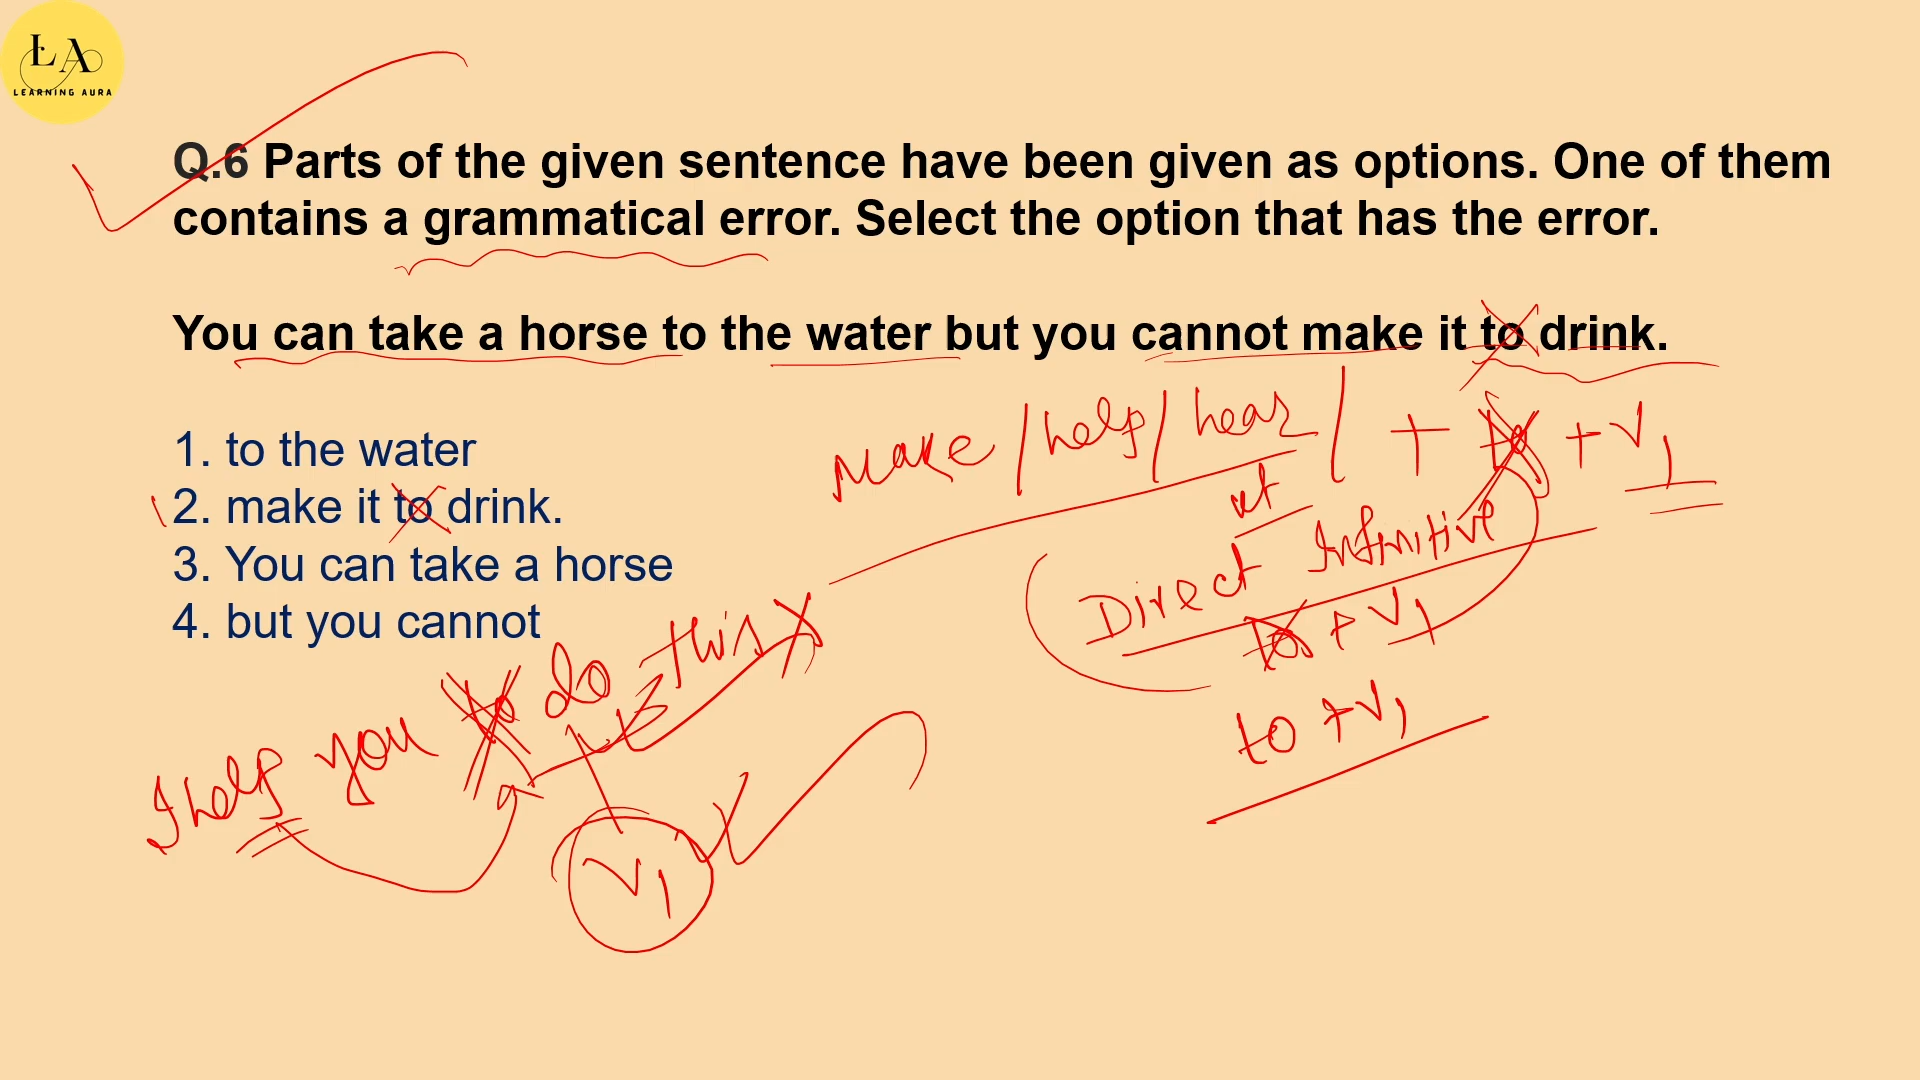 LA
LEARNING AURA
Q.6 Parts of the given sentence have been given as options. One of them
contains a grammatical error. Select the option that has the error.
You can take a horse to the water but you cannot make it to drink.
1. to the water
2. make it to drink.
3. You can take a horse
4. but you cannot
Make / help / hear / + to + V1
let
Direct Infinitive
to + V1
to + V1
I help you to do this
V1